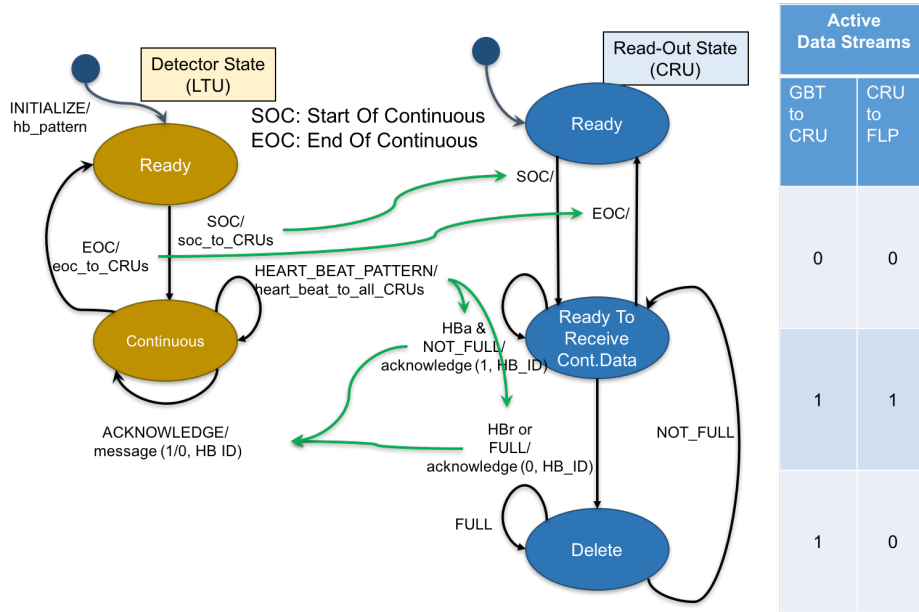 Detector State
(LTU)
INITIALIZE/
hb_pattern
Ready
SOC: Start Of Continuous
EOC: End Of Continuous
SOC/
soc_to_CRUs
EOC/
eoc_to_CRUs
HEART_BEAT_PATTERN/
heart_beat_to_all_CRUs
Continuous
ACKNOWLEDGE/
message (1/0, HB ID)
Read-Out State
(CRU)
Ready
SOC/
EOC/
Ready To
Receive
Cont.Data
HBa &
NOT_FULL/
acknowledge (1, HB_ID)
HBr or
FULL/
acknowledge (0, HB_ID)
NOT_FULL
FULL
Delete
Active
Data Streams
GBT
to
CRU
CRU
to
FLP
0 0
1 1
1 0